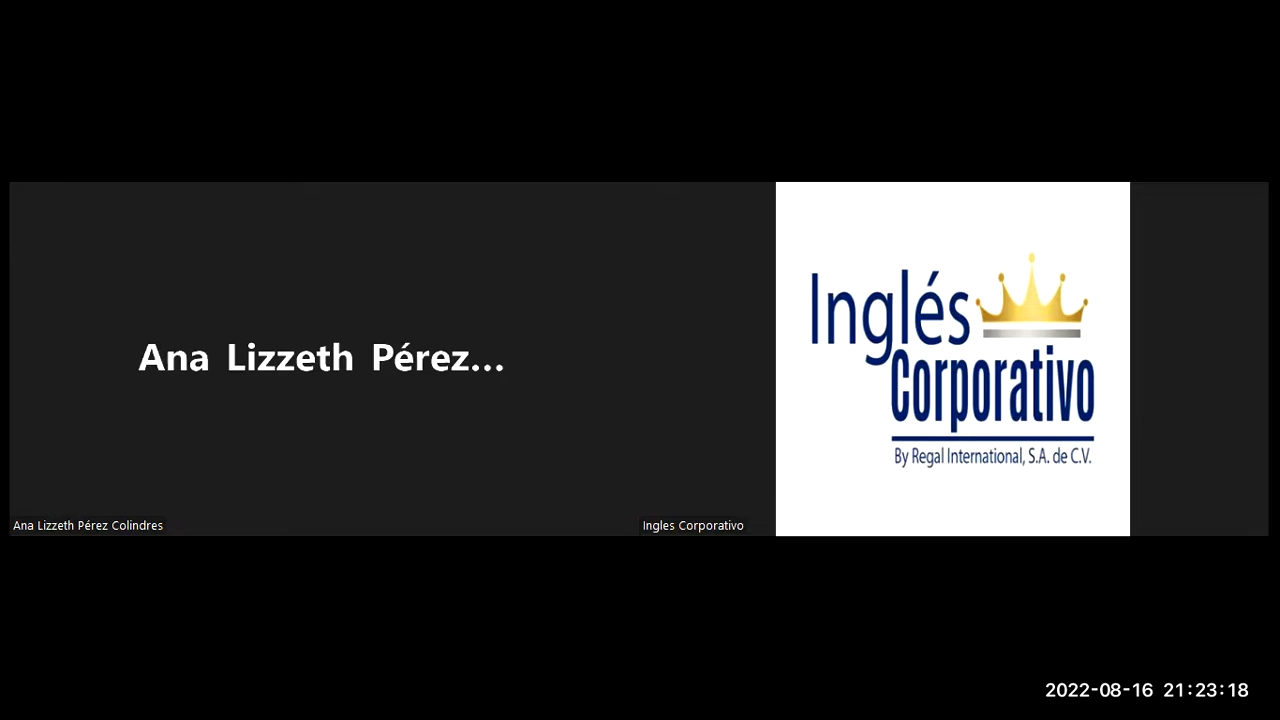 Ana Lizzeth Pérez...
Inglés
Corporativo
By Regal International, S.A. de C.V.
Ana Lizzeth Pérez Colindres
Ingles Corporativo
2022-08-16 21:23:18